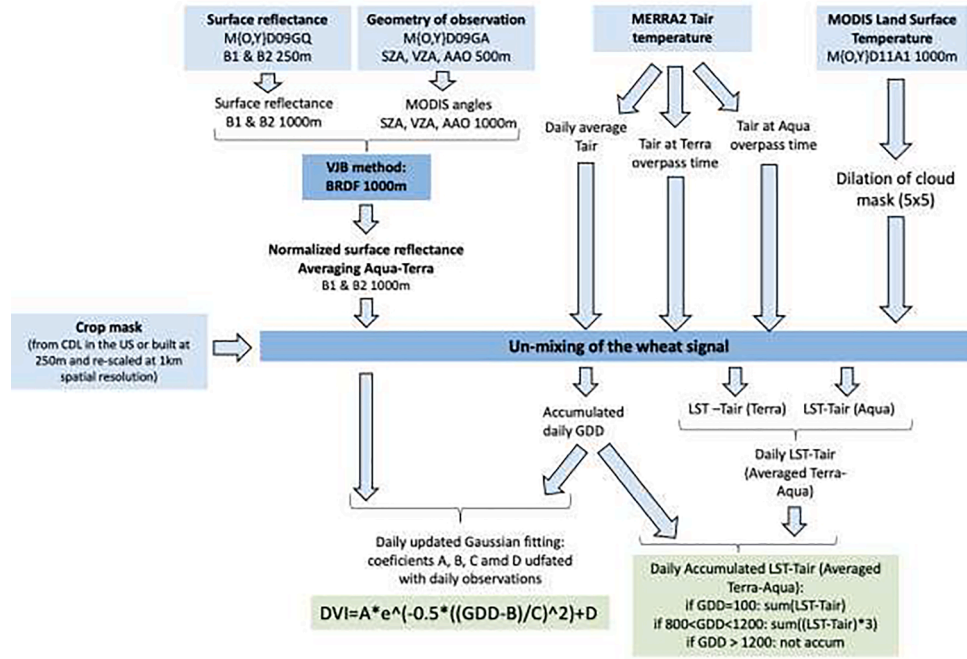 Surface reflectance
M{O,Y}D09GQ
B1 & B2 250m
Geometry of observation
M{O,Y}D09GA
SZA, VZA, AAO 500m
MERRA2 Tair
temperature
MODIS Land Surface
Temperature
M{O,Y}D11A1 1000m
Surface reflectance
B1 & B2 1000m
MODIS angles
SZA, VZA, AAO 1000m
Daily average
Tair
Tair at Terra
overpass time
Tair at Aqua
overpass time
VJB method:
BRDF 1000m
Dilation of cloud
mask (5x5)
Normalized surface reflectance
Averaging Aqua-Terra
B1 & B2 1000m
Crop mask
(from CDL in the US or built at
250m and re-scaled at 1km
spatial resolution)
Un-mixing of the wheat signal
Accumulated
daily GDD
LST –Tair (Terra)
LST-Tair (Aqua)
Daily LST-Tair
(Averaged Terra-
Aqua)
Daily updated Gaussian fitting:
coeficients A, B, C amd D udfated
with daily observations
DVI=A*e^(-0.5*((GDD-B)/C)^2)+D
Daily Accumulated LST-Tair (Averaged
Terra-Aqua):
if GDD=100: sum(LST-Tair)
if 800<GDD<1200: sum((LST-Tair)*3)
if GDD > 1200: not accum